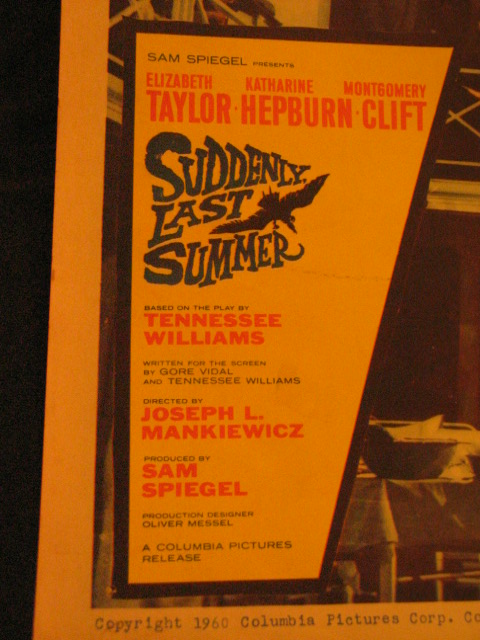 SAM SPIEGEL PRESENTS
ELIZABETH KATHARINE MONTGOMERY
TAYLOR · HEPBURN · CLIFT
SUDDENLY,
LAST
SUMMER
BASED ON THE PLAY BY
TENNESSEE
WILLIAMS
WRITTEN FOR THE SCREEN
BY GORE VIDAL
AND TENNESSEE WILLIAMS
DIRECTED BY
JOSEPH L.
MANKIEWICZ
PRODUCED BY
SAM
SPIEGEL
PRODUCTION DESIGNER
OLIVER MESSEL
A COLUMBIA PICTURES
RELEASE
Copyright 1960 Columbia Pictures Corp. Co